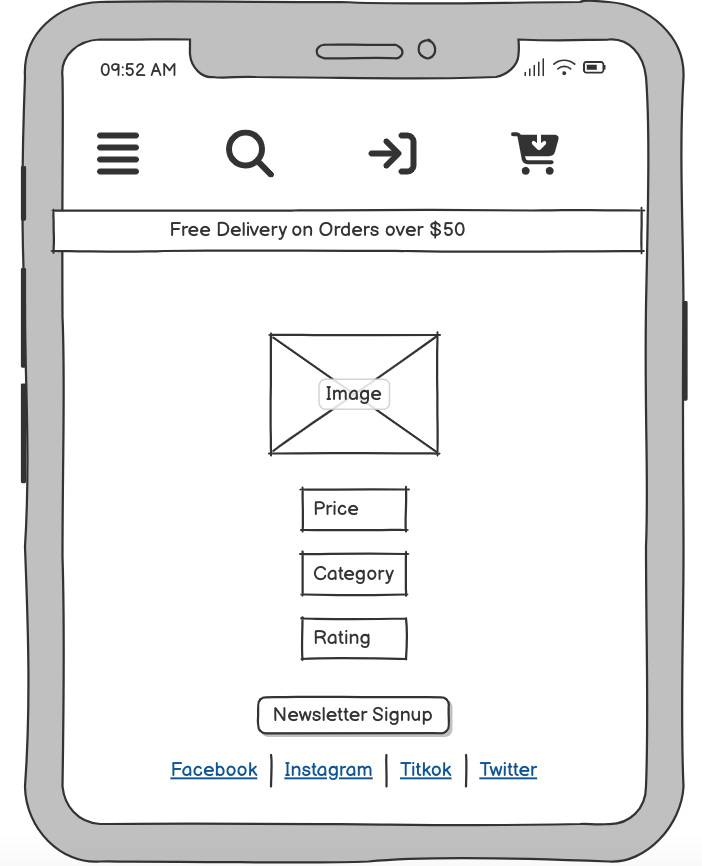 09:52 AM
Free Delivery on Orders over $50
Image
Price
Category
Rating
Newsletter Signup
Facebook | Instagram | Titkok | Twitter